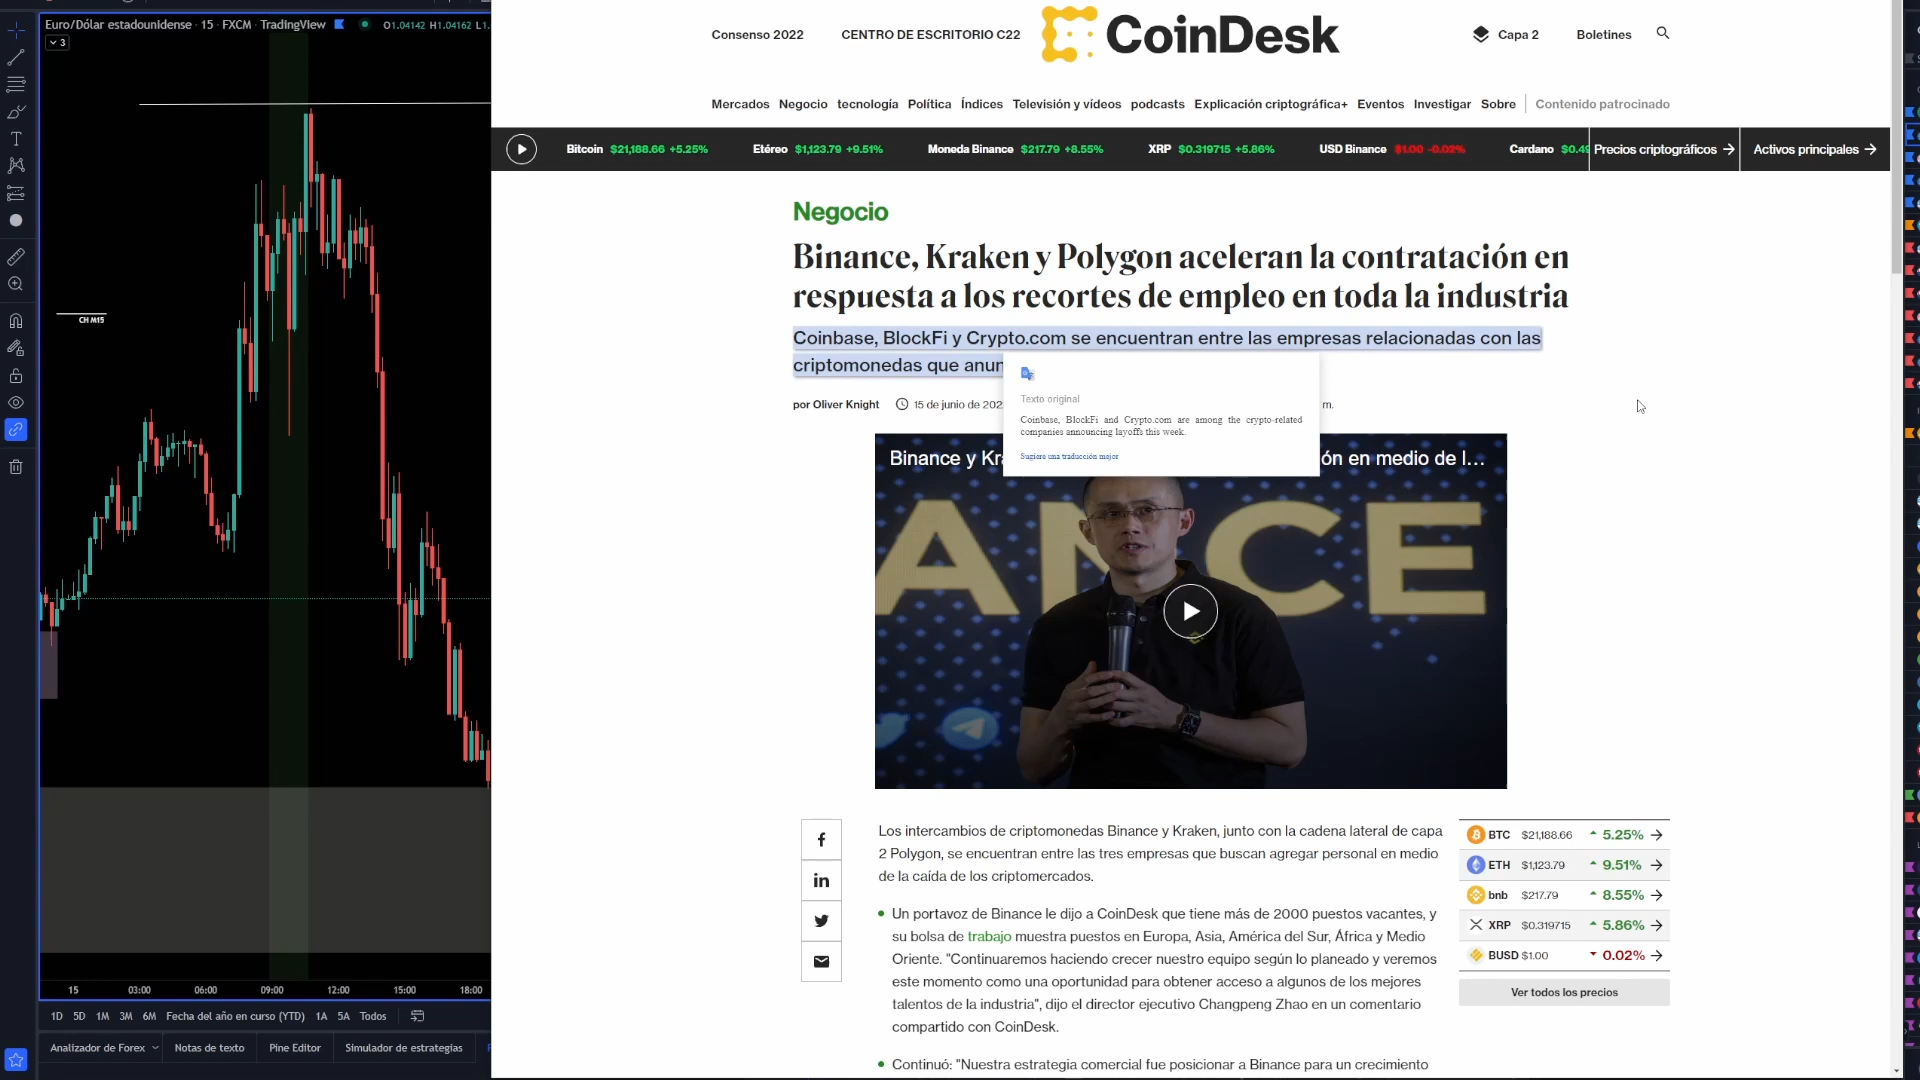 Euro/Dólar estadounidense · 15 · FXCM · TradingView
O1.04142 H1.04162 L1.
3
CH M15
15 03:00 06:00 09:00 12:00 15:00 18:00
1D 5D 1M 3M 6M Fecha del año en curso (YTD) 1A 5A Todos
Analizador de Forex Notas de texto Pine Editor Simulador de estrategias
Consenso 2022
CENTRO DE ESCRITORIO C22
CoinDesk
Capa 2
Boletines
Mercados Negocio tecnología Política Índices Televisión y vídeos podcasts Explicación criptográfica+ Eventos Investigar Sobre Contenido patrocinado
Bitcoin $21,188.66 +5.25% Etéreo $1,123.79 +9.51% Moneda Binance $217.79 +8.55% XRP $0.319715 +5.86% USD Binance $1.00 -0.02% Cardano $0.49 Precios criptográficos → Activos principales →
Negocio
Binance, Kraken y Polygon aceleran la contratación en
respuesta a los recortes de empleo en toda la industria
Coinbase, BlockFi y Crypto.com se encuentran entre las empresas relacionadas con las
criptomonedas que anun
por Oliver Knight
15 de junio de 202
m.
Texto original
Coinbase, BlockFi and Crypto.com are among the crypto-related
companies announcing layoffs this week.
Sugiere una traducción mejor
Binance y Kr
ón en medio de l...
ANCE
Los intercambios de criptomonedas Binance y Kraken, junto con la cadena lateral de capa
2 Polygon, se encuentran entre las tres empresas que buscan agregar personal en medio
de la caída de los criptomercados.
• Un portavoz de Binance le dijo a CoinDesk que tiene más de 2000 puestos vacantes, y
su bolsa de trabajo muestra puestos en Europa, Asia, América del Sur, África y Medio
Oriente. "Continuaremos haciendo crecer nuestro equipo según lo planeado y veremos
este momento como una oportunidad para obtener acceso a algunos de los mejores
talentos de la industria", dijo el director ejecutivo Changpeng Zhao en un comentario
compartido con CoinDesk.
• Continuó: "Nuestra estrategia comercial fue posicionar a Binance para un crecimiento
BTC $21,188.66 5.25% →
ETH $1,123.79 9.51% →
bnb $217.79 8.55% →
XRP $0.319715 5.86% →
BUSD $1.00 0.02% →
Ver todos los precios